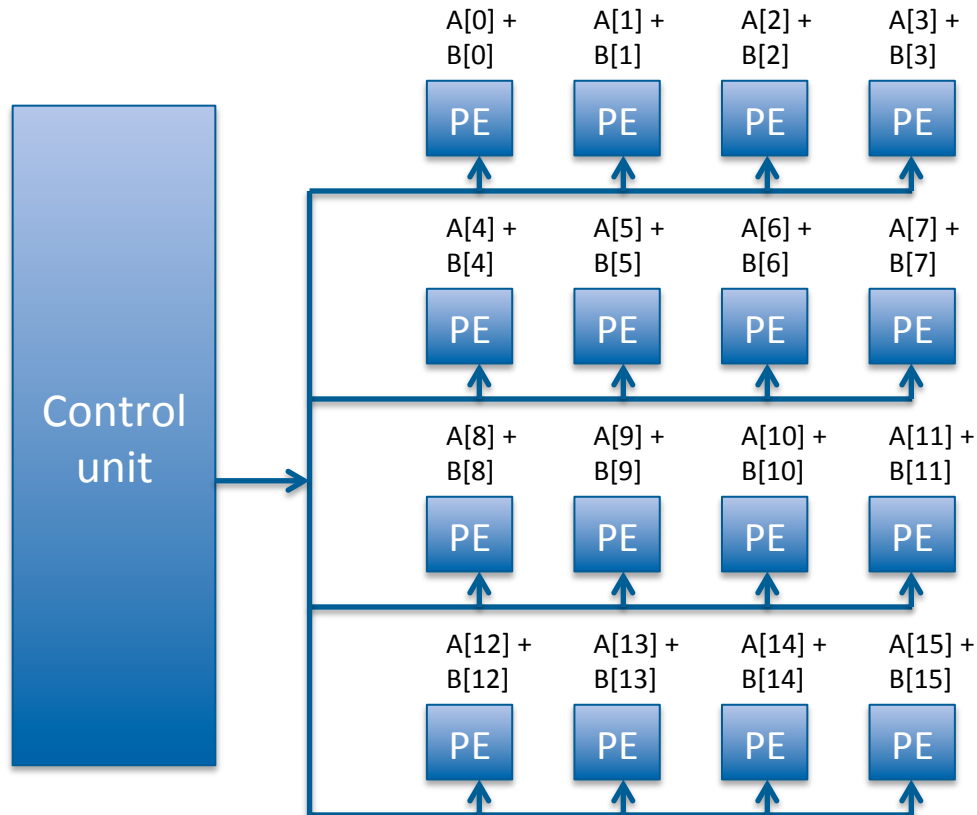 A[0] +
B[0]
A[1] +
B[1]
A[2] +
B[2]
A[3] +
B[3]
PE
PE
PE
PE
A[4] +
B[4]
A[5] +
B[5]
A[6] +
B[6]
A[7] +
B[7]
PE
PE
PE
PE
Control
unit
A[8] +
B[8]
A[9] +
B[9]
A[10] +
B[10]
A[11] +
B[11]
PE
PE
PE
PE
A[12] +
B[12]
A[13] +
B[13]
A[14] +
B[14]
A[15] +
B[15]
PE
PE
PE
PE